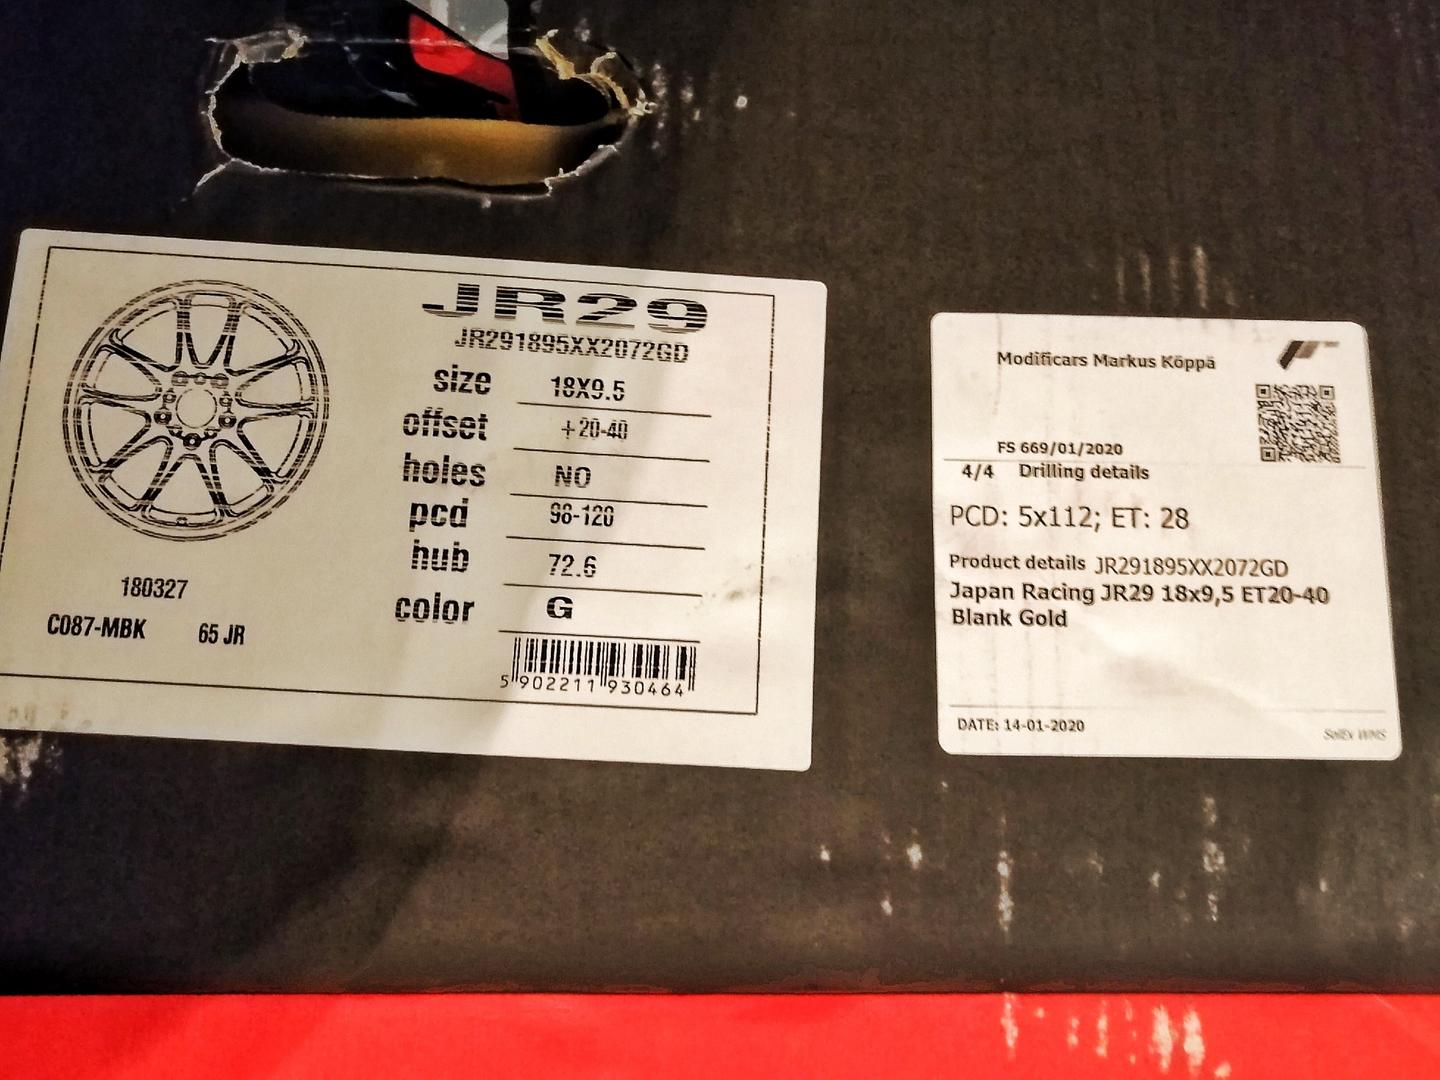 JR29
JR291895XX2072GD
size 18X9.5
offset +20-40
holes NO
pcd 98-120
hub 72.6
color G
180327
C087-MBK 65 JR
5 902211 930464
Modificars Markus Köppä
FS 669/01/2020
4/4 Drilling details
PCD: 5x112; ET: 28
Product details JR291895XX2072GD
Japan Racing JR29 18x9,5 ET20-40
Blank Gold
DATE: 14-01-2020
SellEx WMS